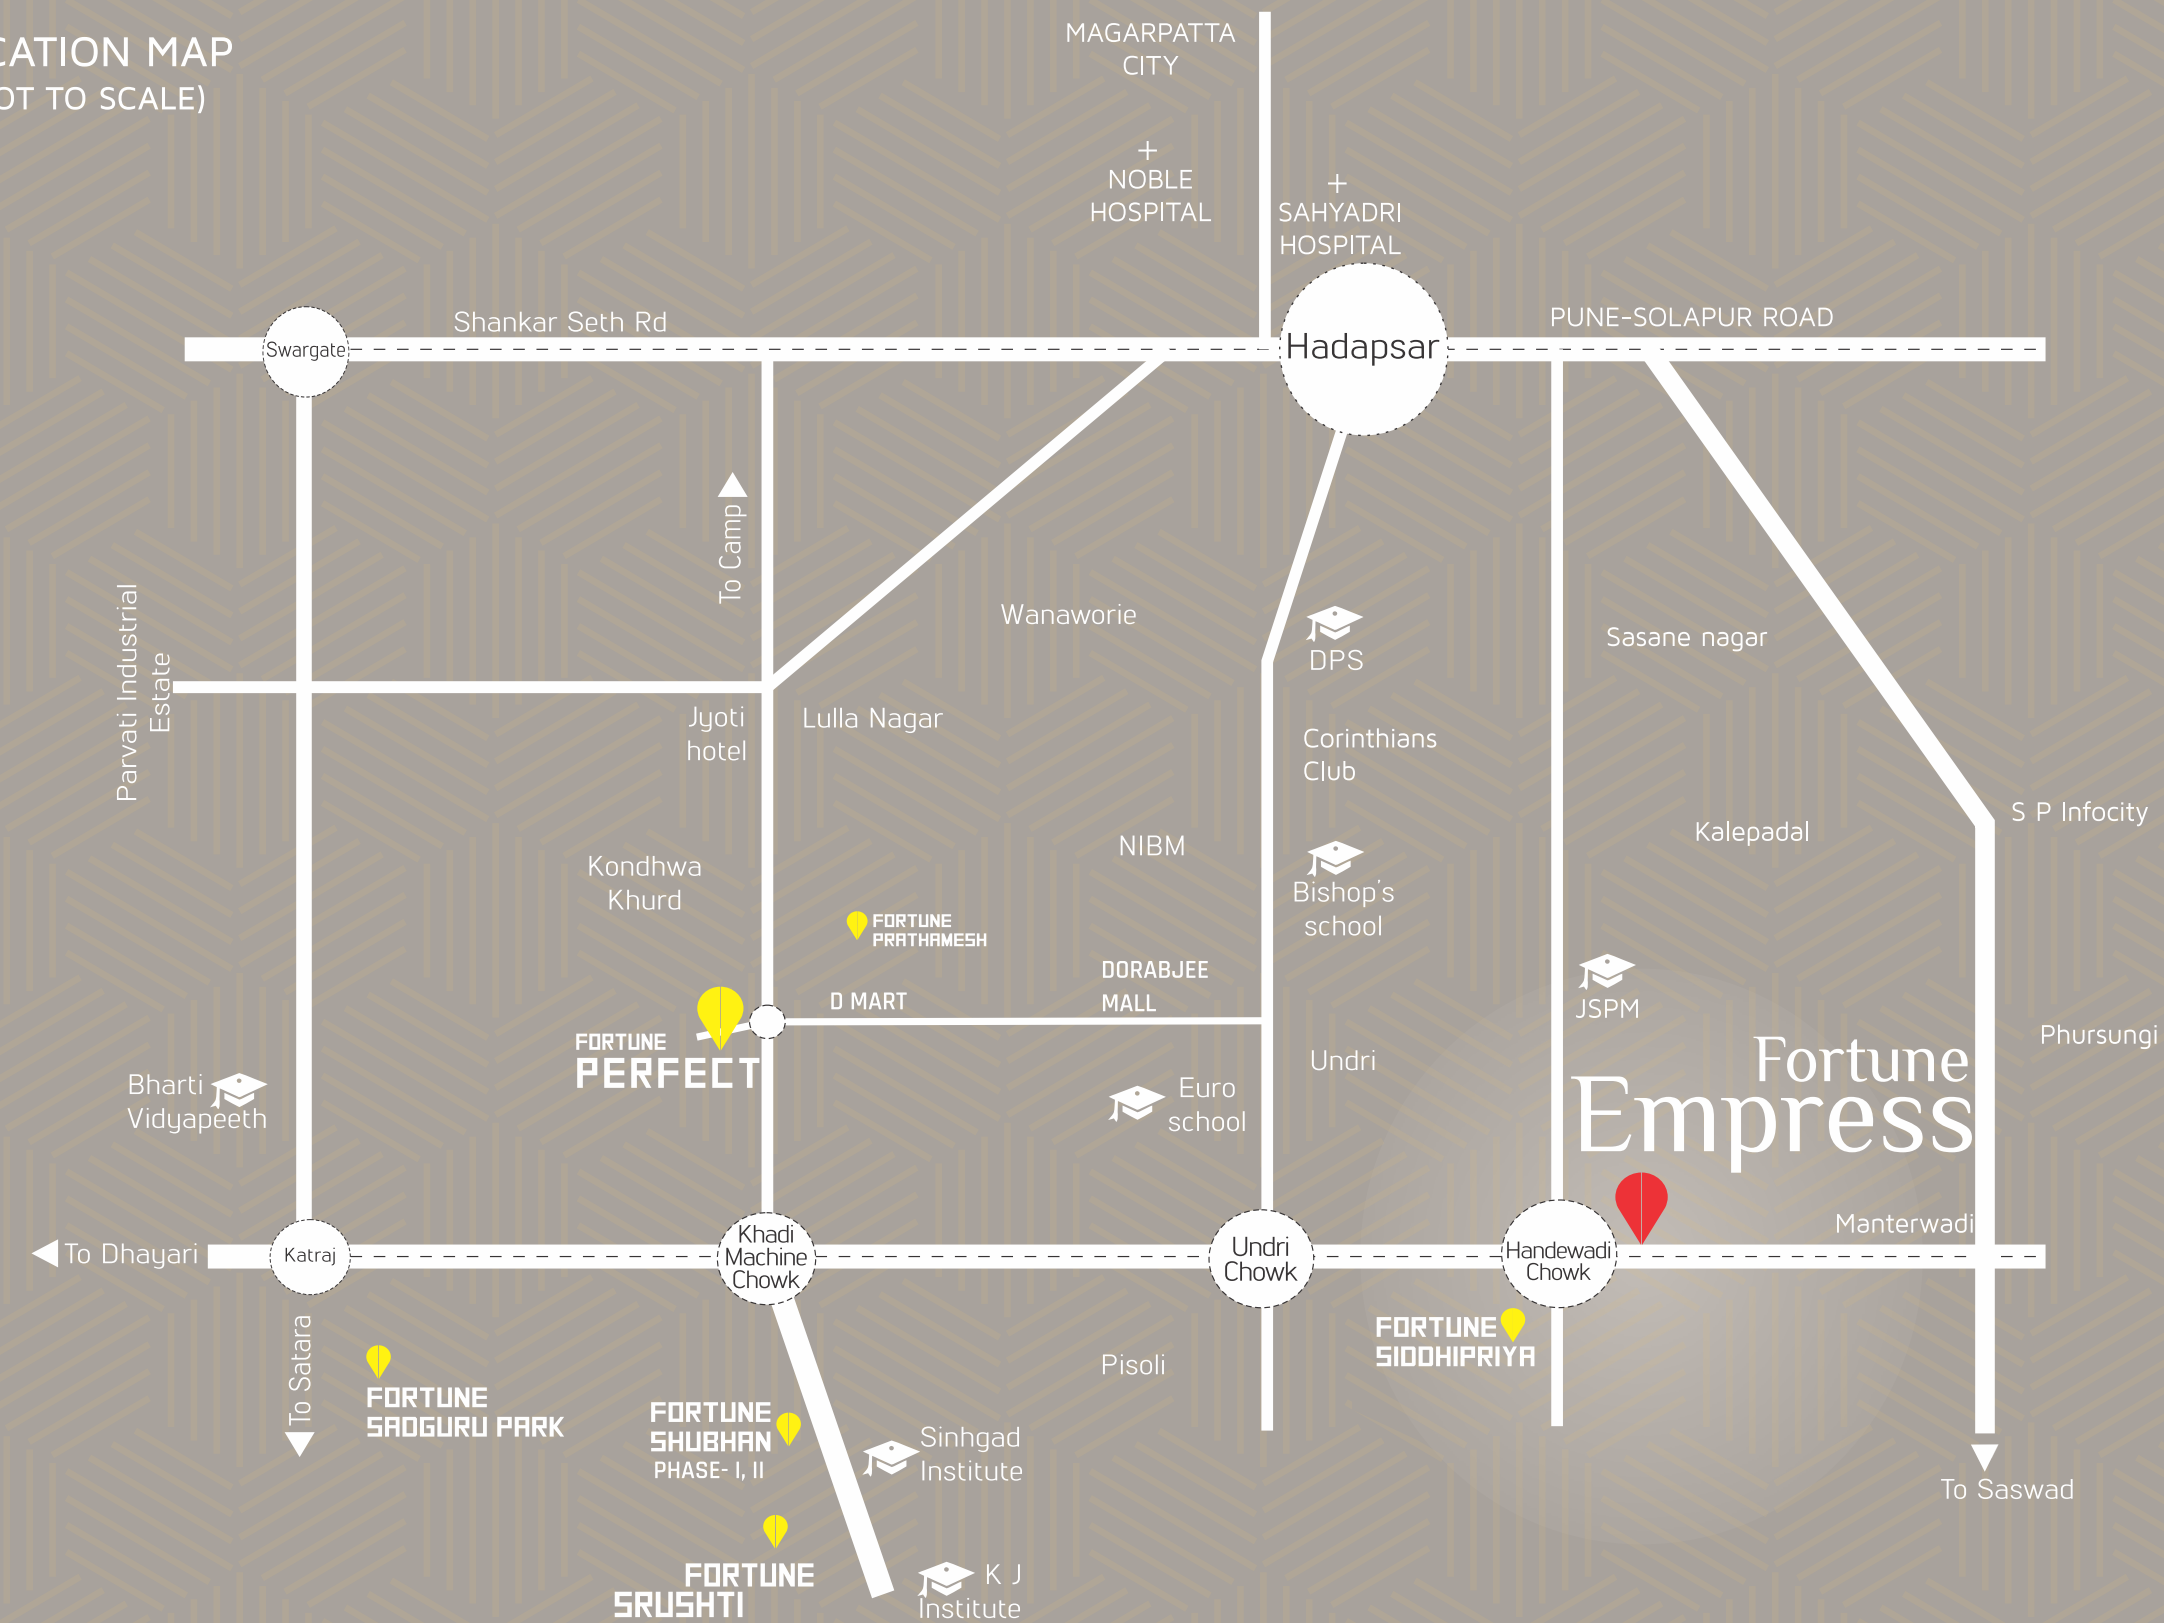 CATION MAP
OT TO SCALE)
MAGARPATTA
CITY
NOBLE
HOSPITAL
SAHYADRI
HOSPITAL
Shankar Seth Rd
PUNE-SOLAPUR ROAD
Swargate
Hadapsar
To Camp
Parvati Industrial
Estate
Wanaworie
DPS
Sasane nagar
Jyoti
hotel
Lulla Nagar
Corinthians
Club
S P Infocity
Kalepadal
NIBM
Kondhwa
Khurd
Bishop's
school
FORTUNE
PRATHAMESH
DORABJEE
MALL
D MART
JSPM
FORTUNE
PERFECT
Phursungi
Undri
Fortune
Empress
Bharti
Vidyapeeth
Euro
school
Manterwadi
To Dhayari
Katraj
Khadi
Machine
Chowk
Undri
Chowk
Handewadi
Chowk
To Satara
FORTUNE
SIDDHIPRIYA
Pisoli
FORTUNE
SADGURU PARK
FORTUNE
SHUBHAN
PHASE- I, II
Sinhgad
Institute
To Saswad
FORTUNE
SRUSHTI
K J
Institute